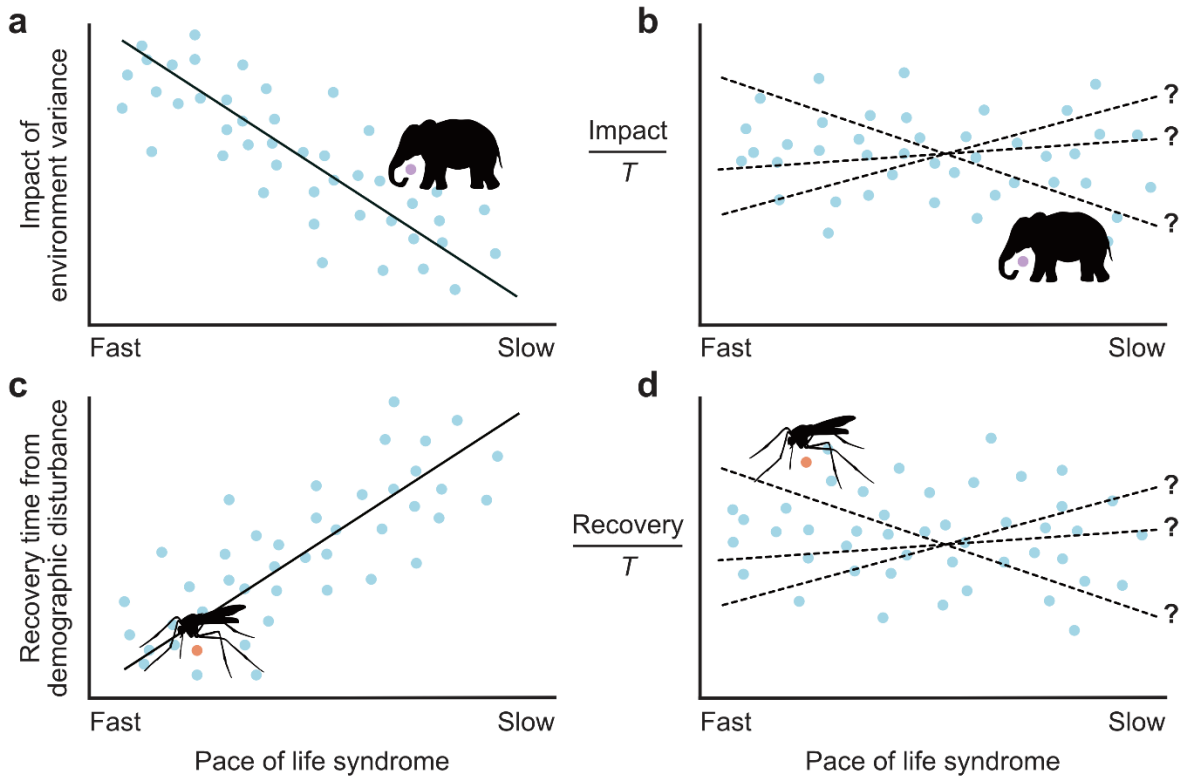 a
Impact of
environment variance
Fast
Slow
b
Impact
T
?
?
?
Fast
Slow
c
Recovery time from
demographic disturbance
Fast
Slow
Pace of life syndrome
d
Recovery
T
?
?
?
Fast
Slow
Pace of life syndrome